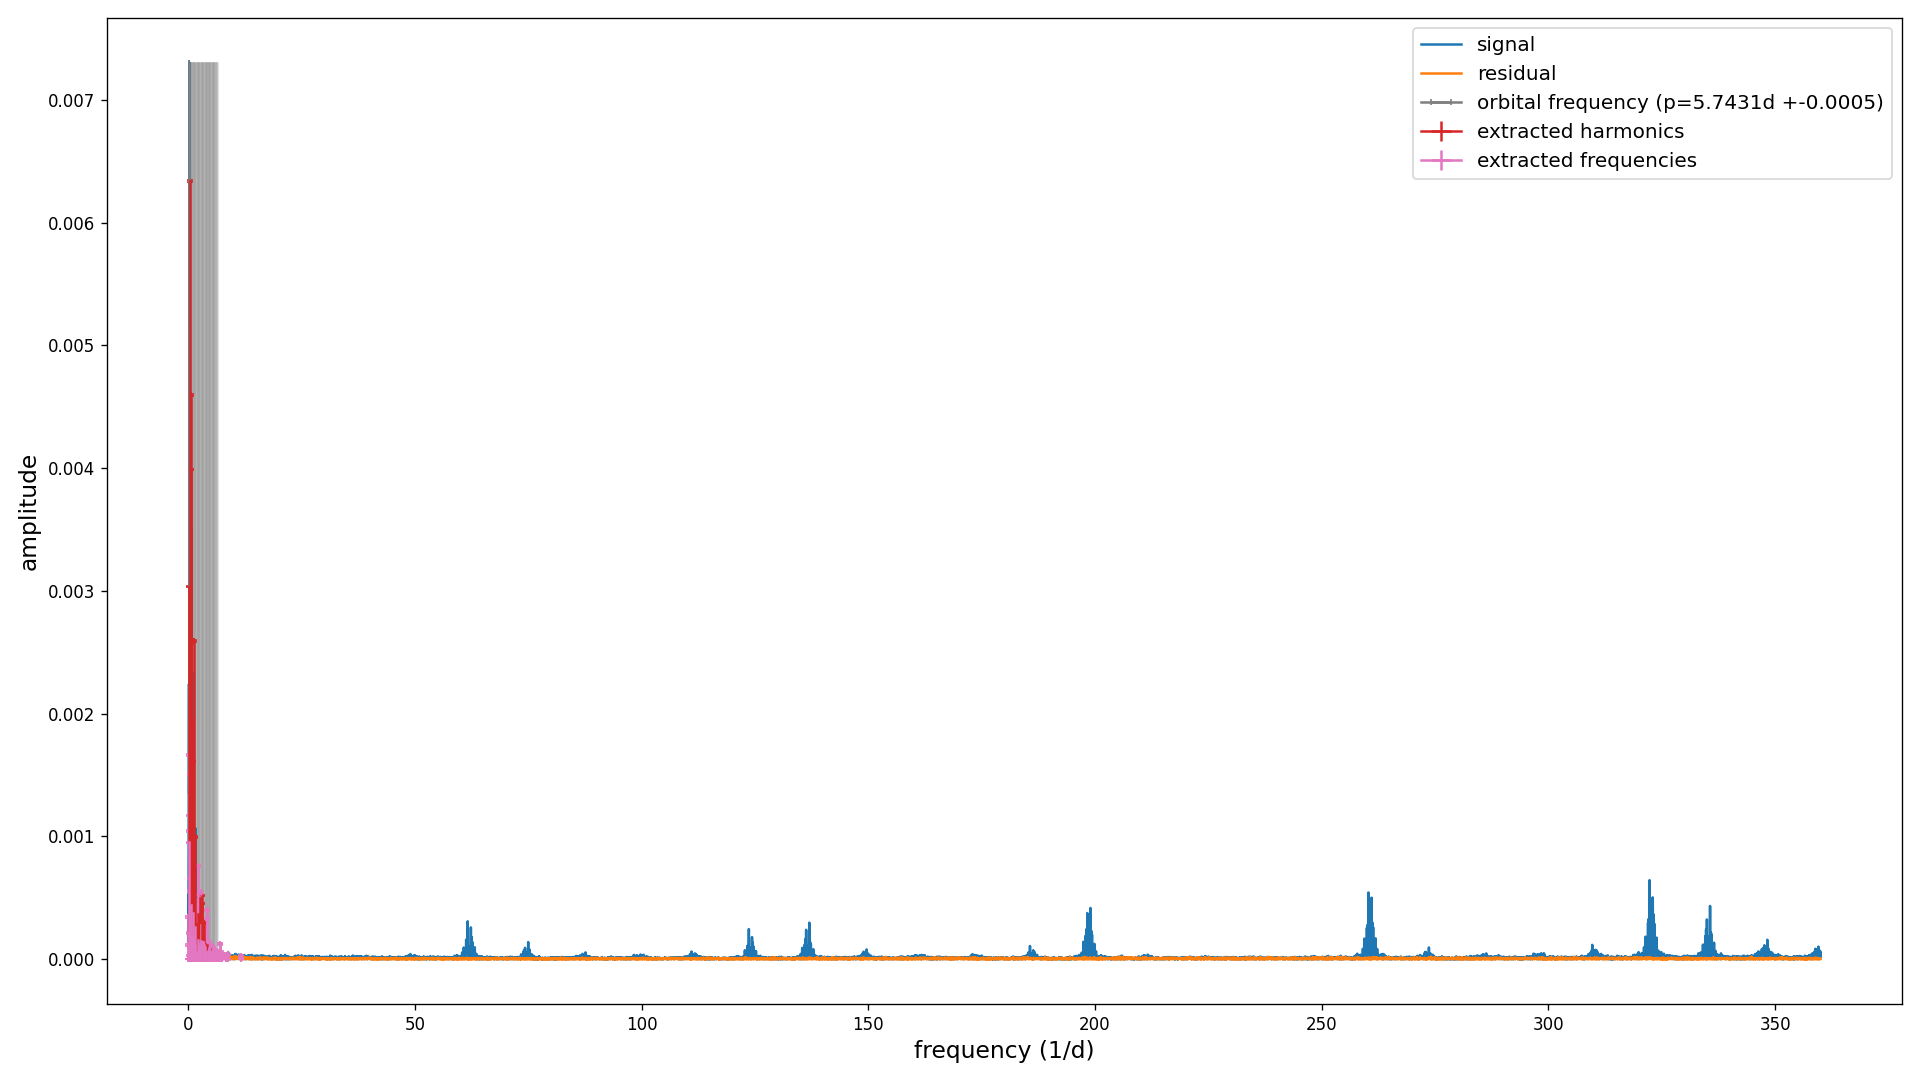 signal
residual
orbital frequency (p=5.7431d +-0.0005)
extracted harmonics
extracted frequencies
0.007
0.006
0.005
0.004
0.003
0.002
0.001
0.000
amplitude
0 50 100 150 200 250 300 350
frequency (1/d)